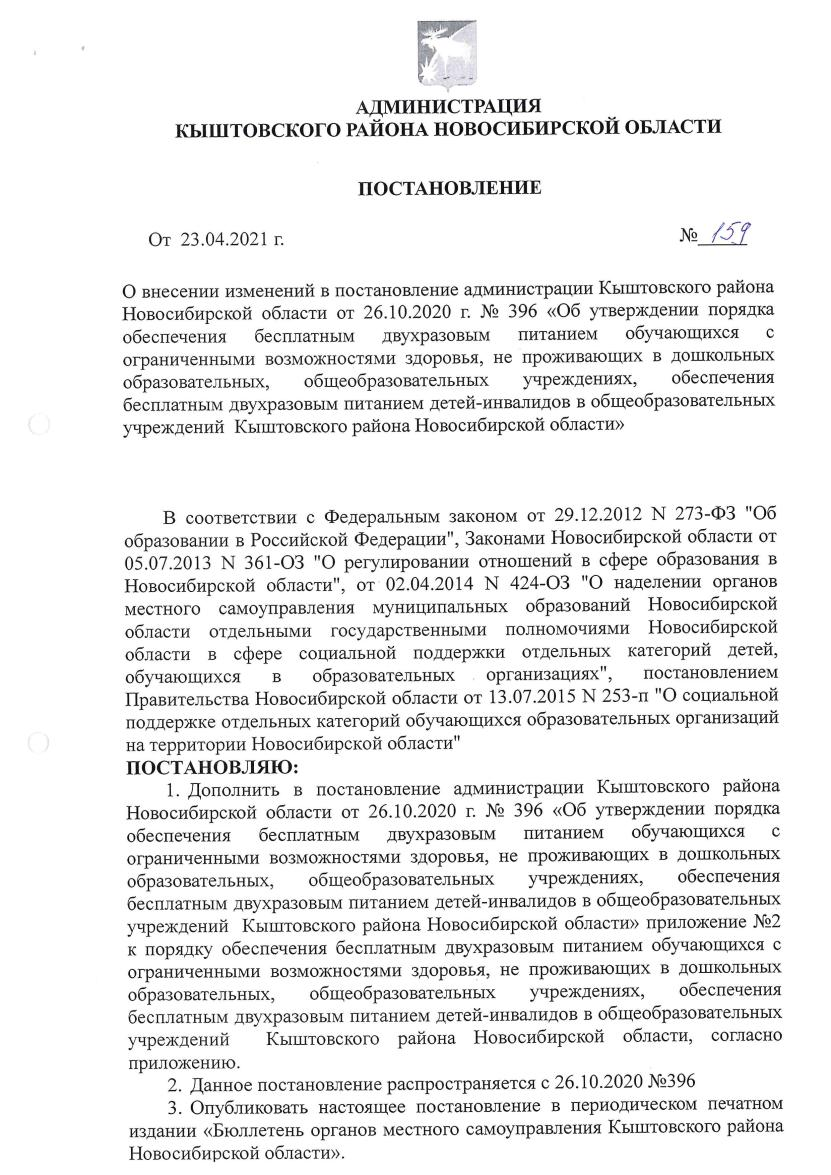 АДМИНИСТРАЦИЯ
КЫШТОВСКОГО РАЙОНА НОВОСИБИРСКОЙ ОБЛАСТИ
ПОСТАНОВЛЕНИЕ
От 23.04.2021 г. № 159
О внесении изменений в постановление администрации Кыштовского района
Новосибирской области от 26.10.2020 г. № 396 «Об утверждении порядка
обеспечения бесплатным двухразовым питанием обучающихся с
ограниченными возможностями здоровья, не проживающих в дошкольных
образовательных, общеобразовательных учреждениях, обеспечения
бесплатным двухразовым питанием детей-инвалидов в общеобразовательных
учреждений Кыштовского района Новосибирской области»
В соответствии с Федеральным законом от 29.12.2012 N 273-ФЗ "Об
образовании в Российской Федерации", Законами Новосибирской области от
05.07.2013 N 361-ОЗ "О регулировании отношений в сфере образования в
Новосибирской области", от 02.04.2014 N 424-ОЗ "О наделении органов
местного самоуправления муниципальных образований Новосибирской
области отдельными государственными полномочиями Новосибирской
области в сфере социальной поддержки отдельных категорий детей,
обучающихся в образовательных организациях", постановлением
Правительства Новосибирской области от 13.07.2015 N 253-п "О социальной
поддержке отдельных категорий обучающихся образовательных организаций
на территории Новосибирской области"
ПОСТАНОВЛЯЮ:
1. Дополнить в постановление администрации Кыштовского района
Новосибирской области от 26.10.2020 г. № 396 «Об утверждении порядка
обеспечения бесплатным двухразовым питанием обучающихся с
ограниченными возможностями здоровья, не проживающих в дошкольных
образовательных, общеобразовательных учреждениях, обеспечения
бесплатным двухразовым питанием детей-инвалидов в общеобразовательных
учреждений Кыштовского района Новосибирской области» приложение №2
к порядку обеспечения бесплатным двухразовым питанием обучающихся с
ограниченными возможностями здоровья, не проживающих в дошкольных
образовательных, общеобразовательных учреждениях, обеспечения
бесплатным двухразовым питанием детей-инвалидов в общеобразовательных
учреждений Кыштовского района Новосибирской области, согласно
приложению.
2. Данное постановление распространяется с 26.10.2020 №396
3. Опубликовать настоящее постановление в периодическом печатном
издании «Бюллетень органов местного самоуправления Кыштовского района
Новосибирской области».